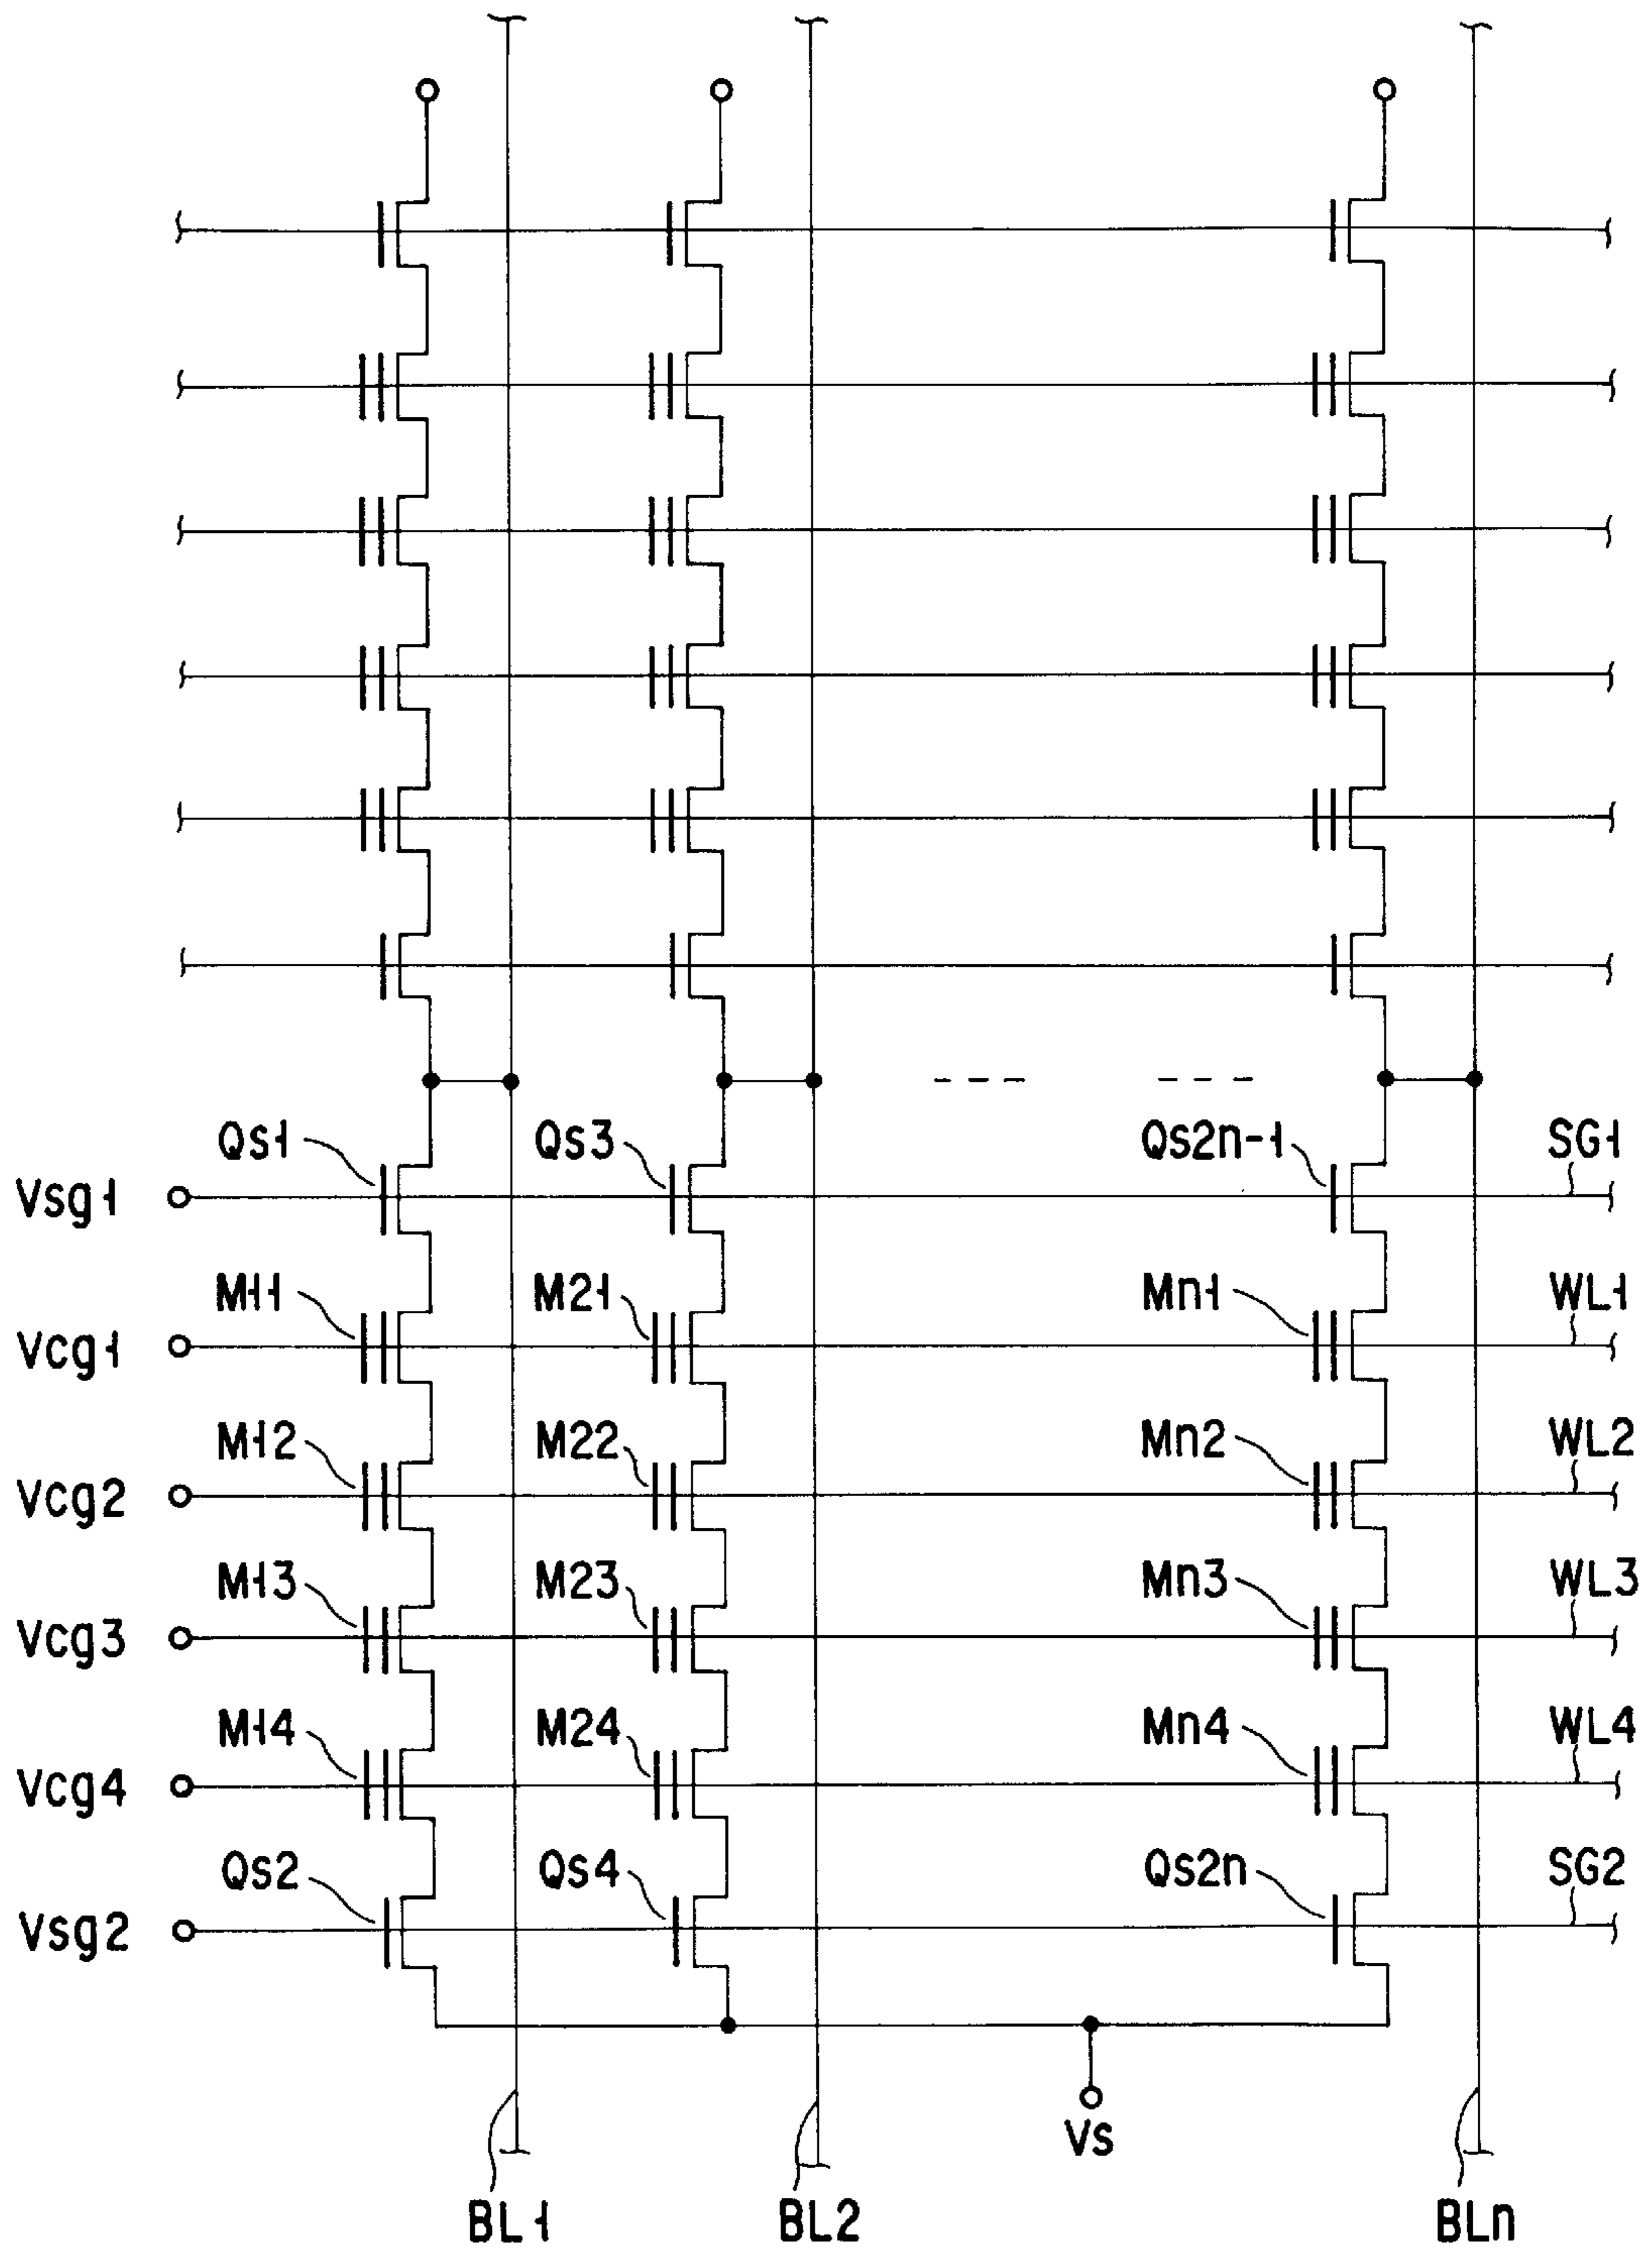 Qs1 Qs3 Qs2n-1 SG1
Vsg1
M11 M21 Mn1 WL1
Vcg1
M12 M22 Mn2 WL2
Vcg2
M13 M23 Mn3 WL3
Vcg3
M14 M24 Mn4 WL4
Vcg4
Qs2 Qs4 Qs2n SG2
Vsg2
Vs
BL1 BL2 BLn